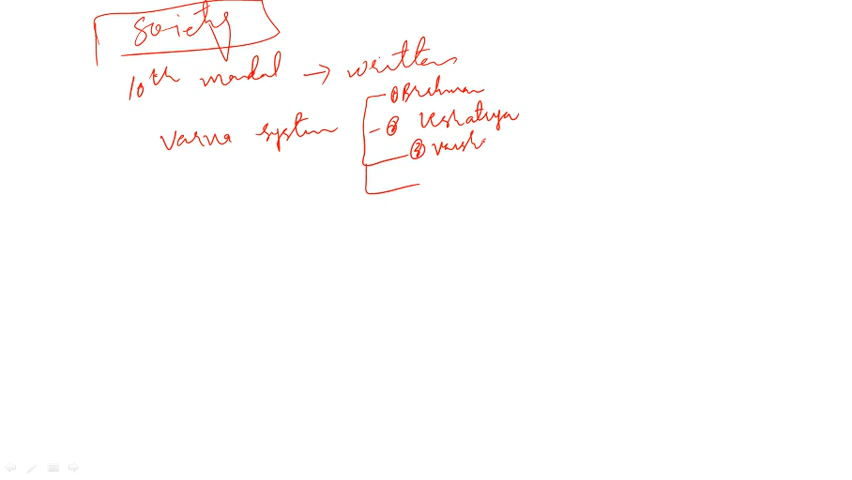 Society
10th mandal → written
① Brahman
Varna system ② Kshatriya
③ Vaish